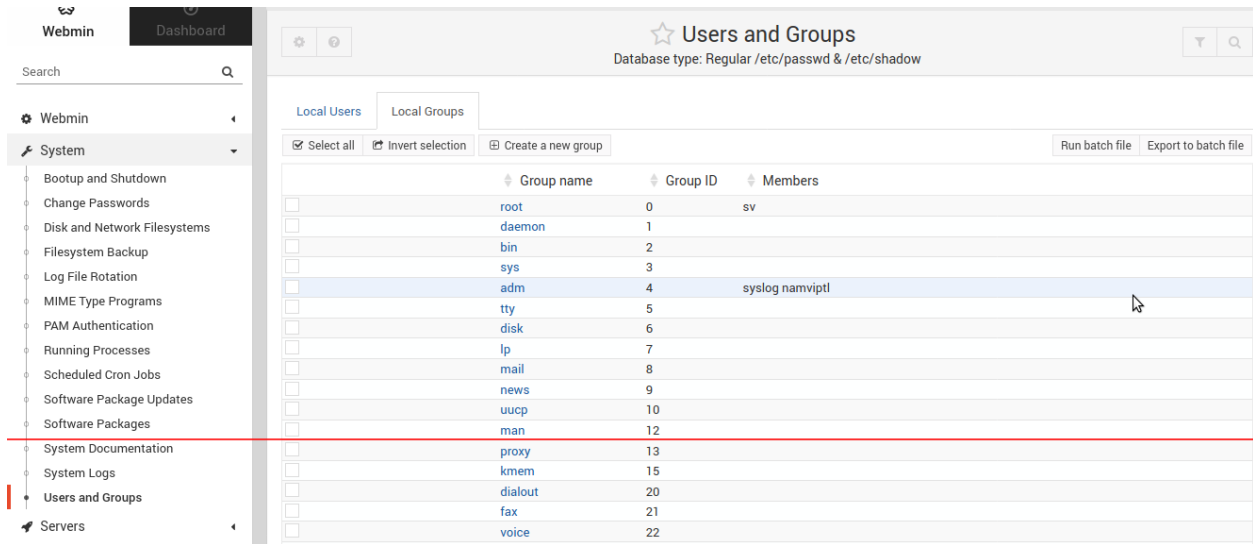 Webmin
Dashboard
Search
Webmin
System
Bootup and Shutdown
Change Passwords
Disk and Network Filesystems
Filesystem Backup
Log File Rotation
MIME Type Programs
PAM Authentication
Running Processes
Scheduled Cron Jobs
Software Package Updates
Software Packages
System Documentation
System Logs
Users and Groups
Servers
Users and Groups
Database type: Regular /etc/passwd & /etc/shadow
Local Users Local Groups
Select all Invert selection Create a new group Run batch file Export to batch file
Group name Group ID Members
root 0 sv
daemon 1
bin 2
sys 3
adm 4 syslog namviptl
tty 5
disk 6
lp 7
mail 8
news 9
uucp 10
man 12
proxy 13
kmem 15
dialout 20
fax 21
voice 22